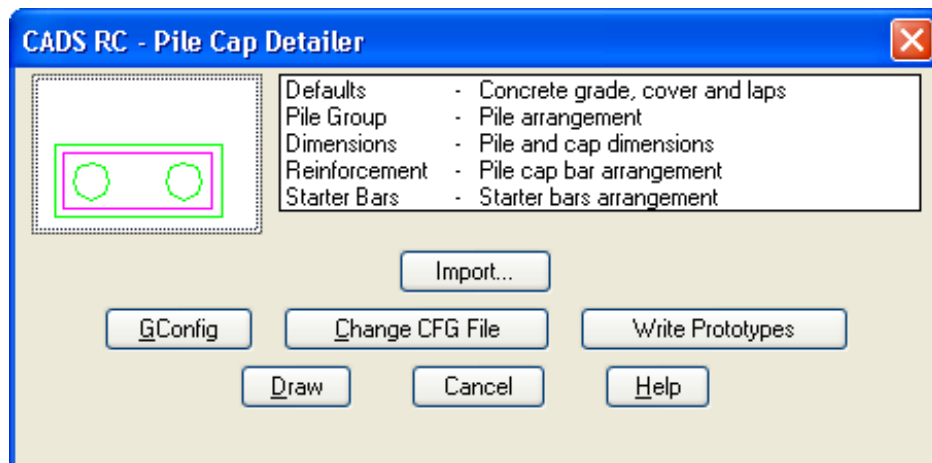 CADS RC - Pile Cap Detailer
Defaults - Concrete grade, cover and laps
Pile Group - Pile arrangement
Dimensions - Pile and cap dimensions
Reinforcement - Pile cap bar arrangement
Starter Bars - Starter bars arrangement
Import...
GConfig Change CFG File Write Prototypes
Draw Cancel Help